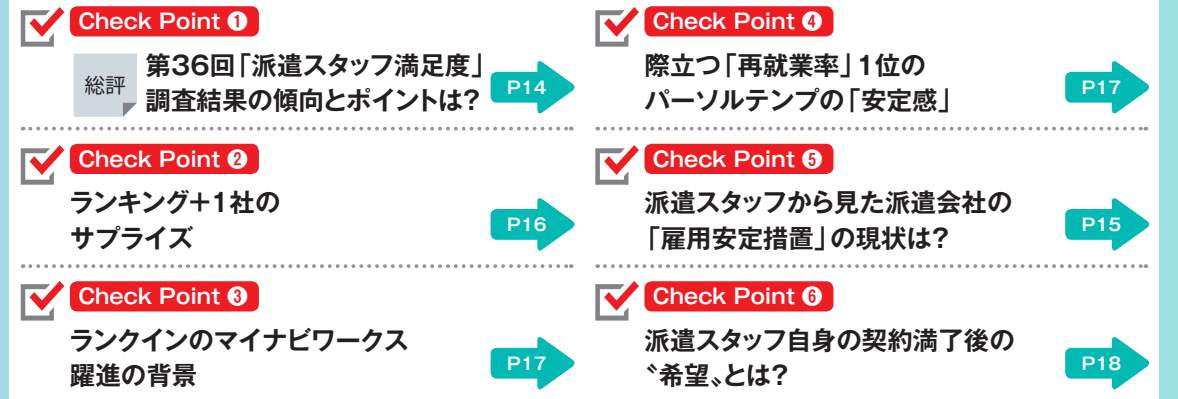 Check Point ❶
総評
第36回「派遣スタッフ満足度」
調査結果の傾向とポイントは?
P14
Check Point ❷
ランキング+1社の
サプライズ
P16
Check Point ❸
ランクインのマイナビワークス
躍進の背景
P17
Check Point ❹
際立つ「再就業率」1位の
パーソルテンプの「安定感」
P17
Check Point ❺
派遣スタッフから見た派遣会社の
「雇用安定措置」の現状は?
P15
Check Point ❻
派遣スタッフ自身の契約満了後の
〝希望〟とは?
P18